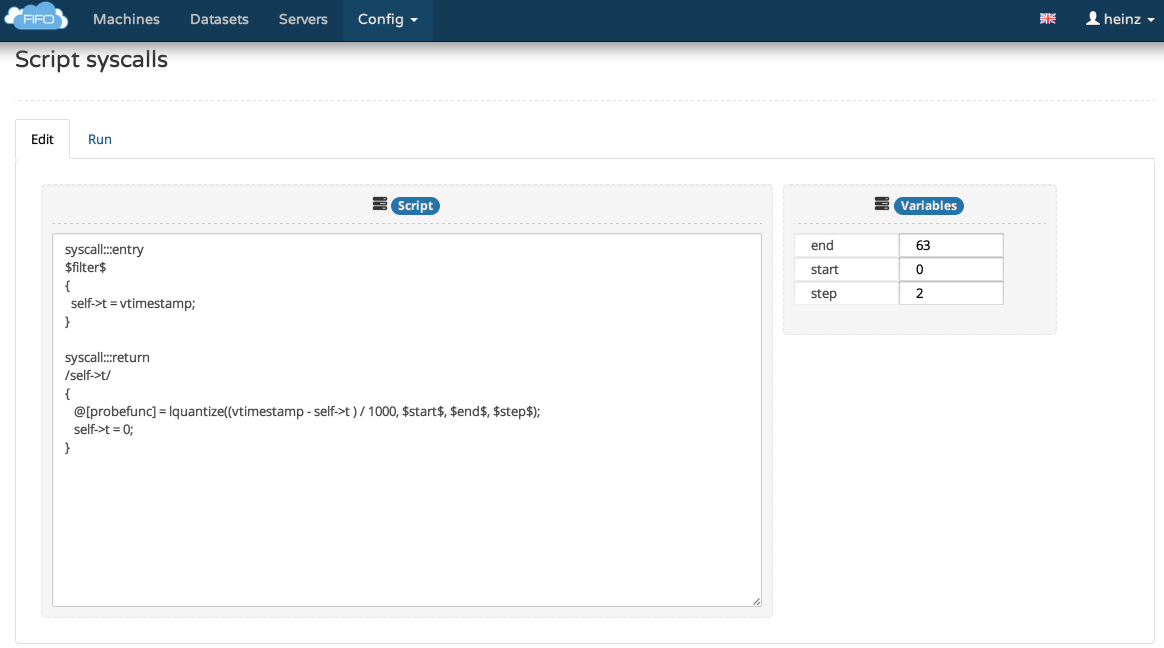 FIFO Machines Datasets Servers Config heinz
Script syscalls
Edit Run
Script
syscall:::entry
$filter$
{
  self->t = vtimestamp;
}

syscall:::return
/self->t/
{
   @[probefunc] = lquantize((vtimestamp - self->t ) / 1000, $start$, $end$, $step$);
   self->t = 0;
}
Variables
end 63
start 0
step 2